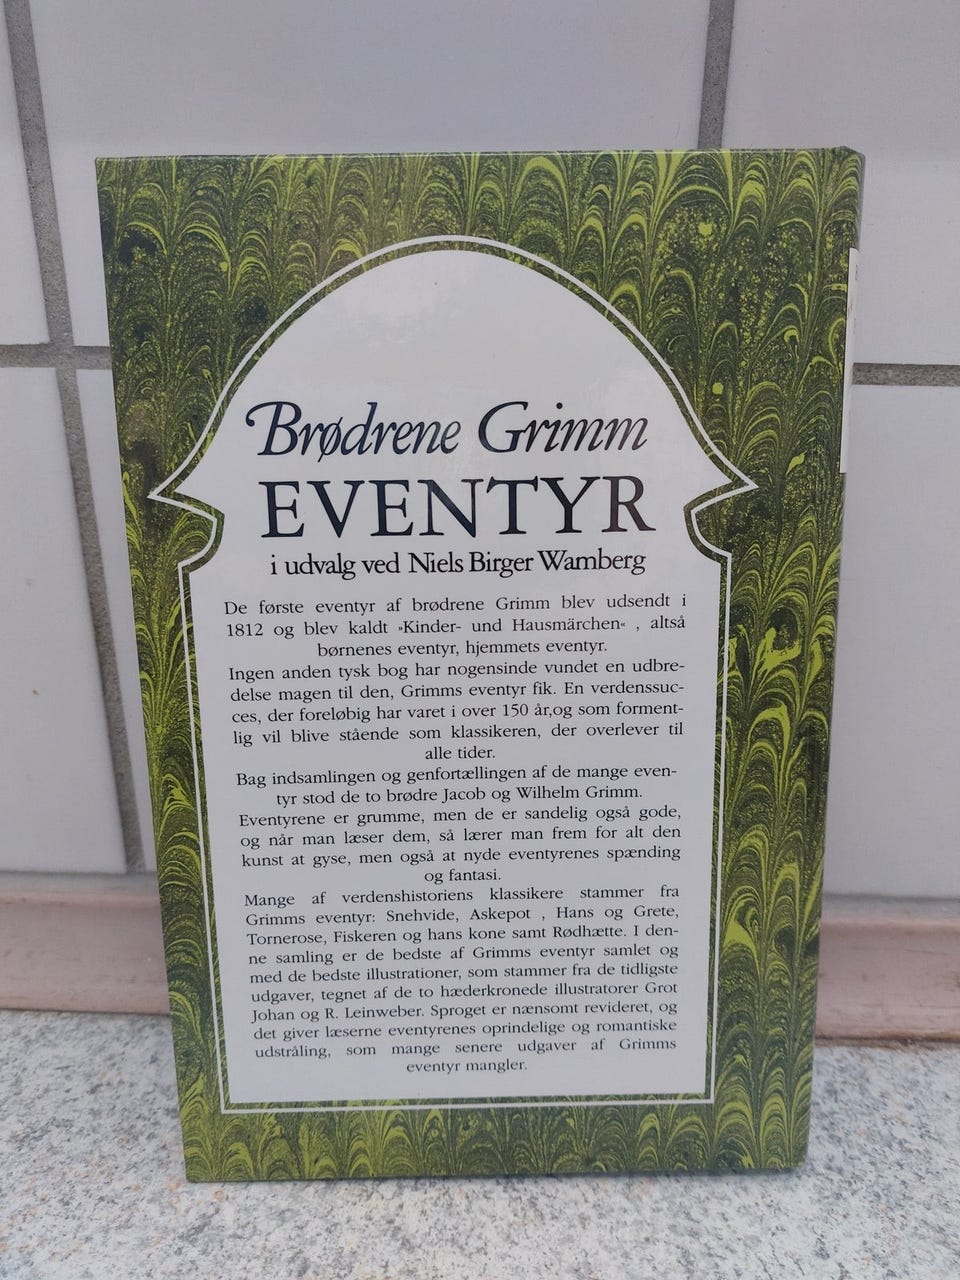 Brødrene Grimm
EVENTYR
i udvalg ved Niels Birger Wamberg
De første eventyr af brødrene Grimm blev udsendt i
1812 og blev kaldt »Kinder- und Hausmärchen« , altså
børnenes eventyr, hjemmets eventyr.
Ingen anden tysk bog har nogensinde vundet en udbre-
delse magen til den, Grimms eventyr fik. En verdenssuc-
ces, der foreløbig har varet i over 150 år,og som forment-
lig vil blive stående som klassikeren, der overlever til
alle tider.
Bag indsamlingen og genfortællingen af de mange even-
tyr stod de to brødre Jacob og Wilhelm Grimm.
Eventyrene er grumme, men de er sandelig også gode,
og når man læser dem, så lærer man frem for alt den
kunst at gyse, men også at nyde eventyrenes spænding
og fantasi.
Mange af verdenshistoriens klassikere stammer fra
Grimms eventyr: Snehvide, Askepot , Hans og Grete,
Tornerose, Fiskeren og hans kone samt Rødhætte. I den-
ne samling er de bedste af Grimms eventyr samlet og
med de bedste illustrationer, som stammer fra de tidligste
udgaver, tegnet af de to hæderkronede illustratorer Grot
Johan og R. Leinweber. Sproget er nænsomt revideret, og
det giver læserne eventyrenes oprindelige og romantiske
udstråling, som mange senere udgaver af Grimms
eventyr mangler.